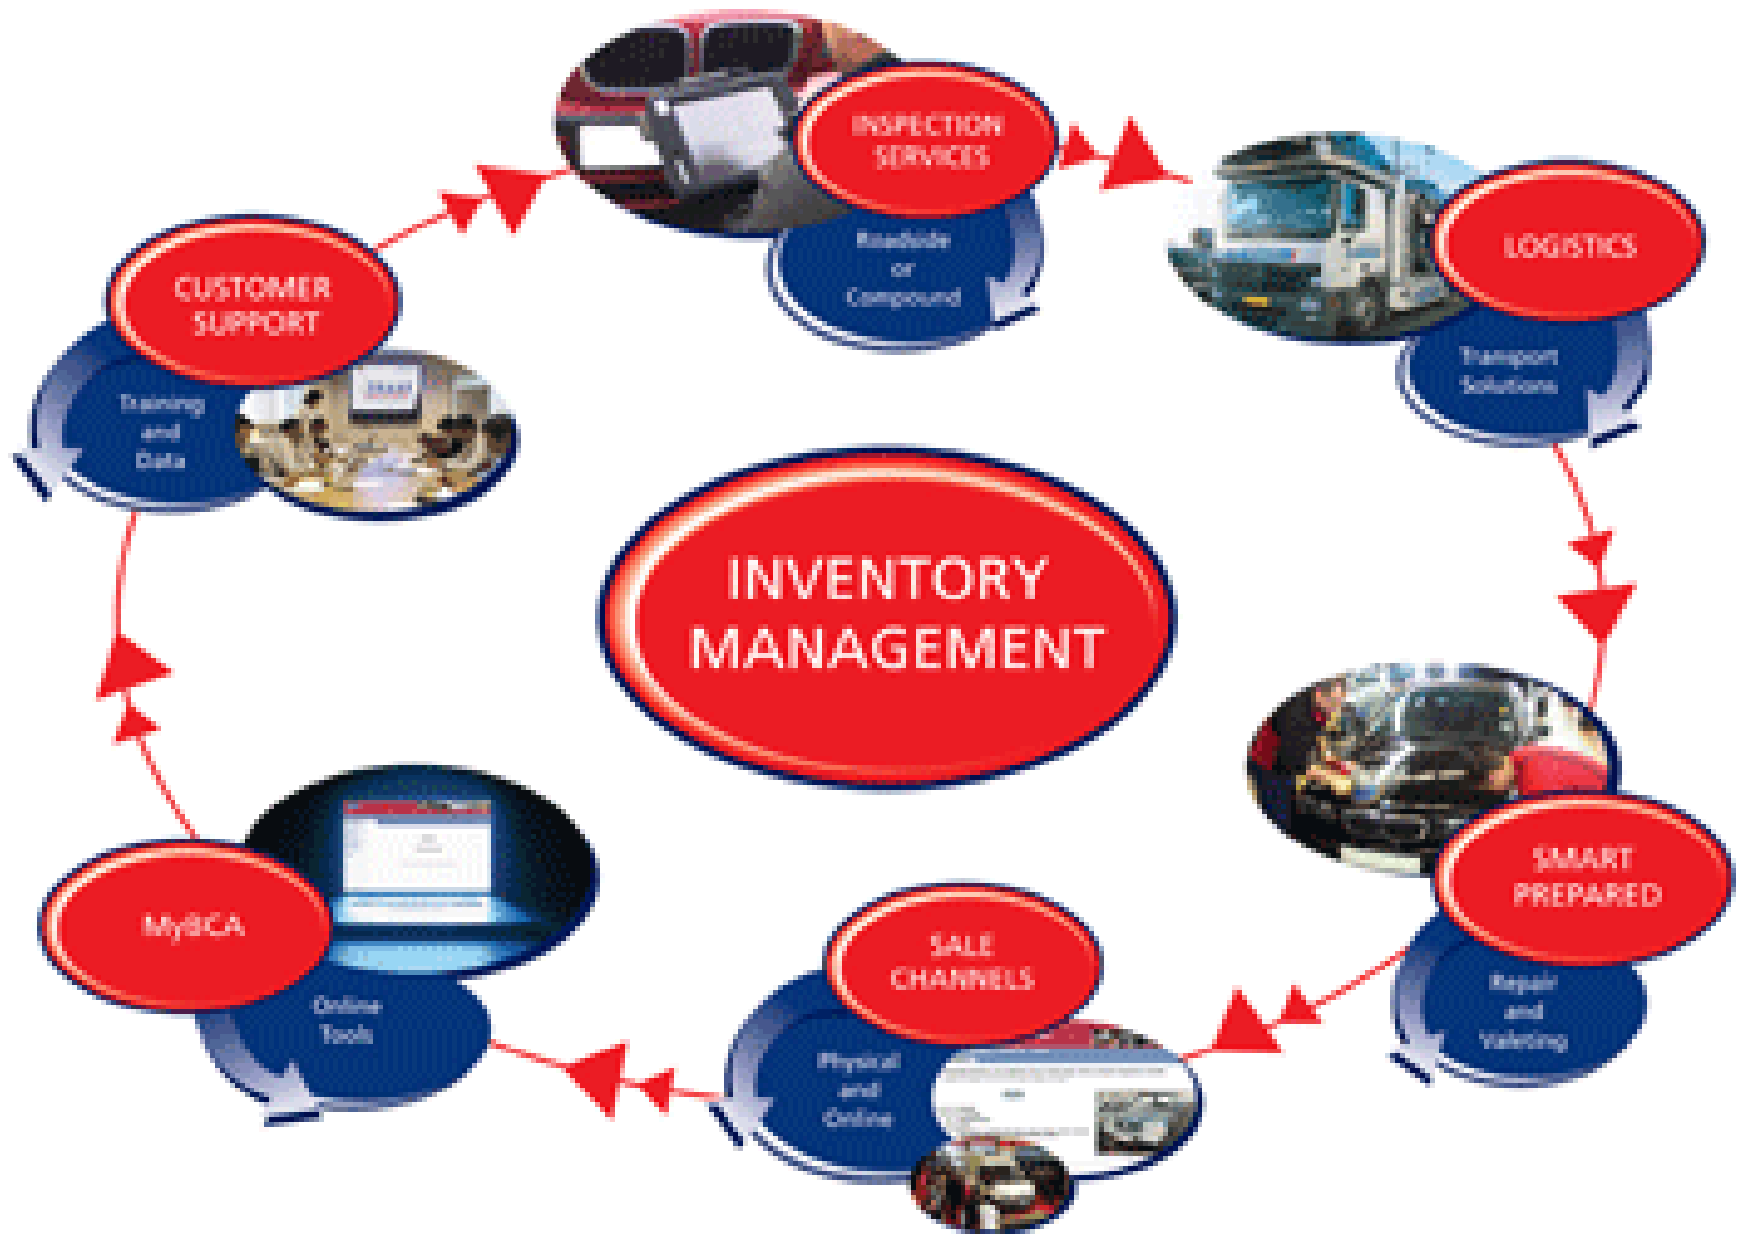 INSPECTION
SERVICES
Roadside
or
Compound
LOGISTICS
Transport
Solutions
CUSTOMER
SUPPORT
Training
and
Data
INVENTORY
MANAGEMENT
SMART
PREPARED
Repair
and
Valeting
SALE
CHANNELS
Physical
and
Online
MyBCA
Online
Tools